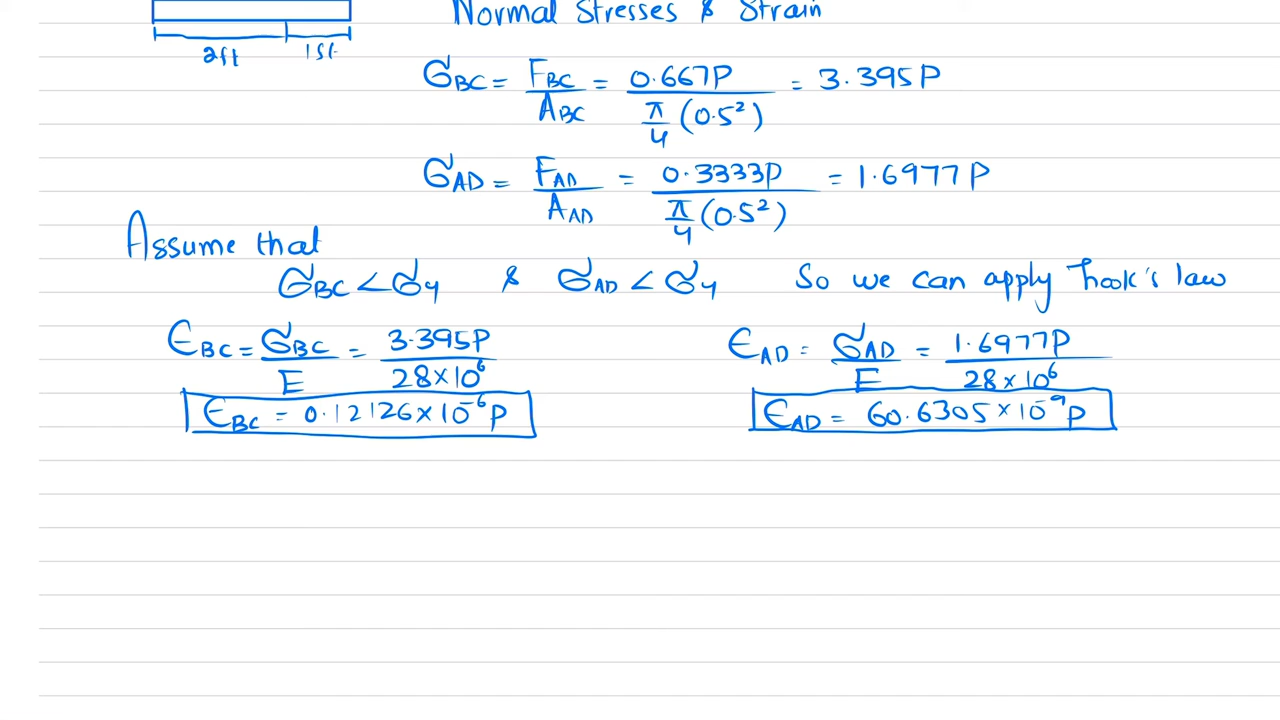 Normal Stresses & Strain
2ft 1ft
σBC = FBC / ABC = 0.667P / (π/4 (0.5²)) = 3.395P
σAD = FAD / AAD = 0.3333P / (π/4 (0.5²)) = 1.6977P
Assume that
σBC < σy & σAD < σy So we can apply hook's law
ϵBC = σBC / E = 3.395P / 28×10⁶ ϵAD = σAD / E = 1.6977P / 28×10⁶
ϵBC = 0.12126×10⁻⁶P ϵAD = 60.6305×10⁻⁹P